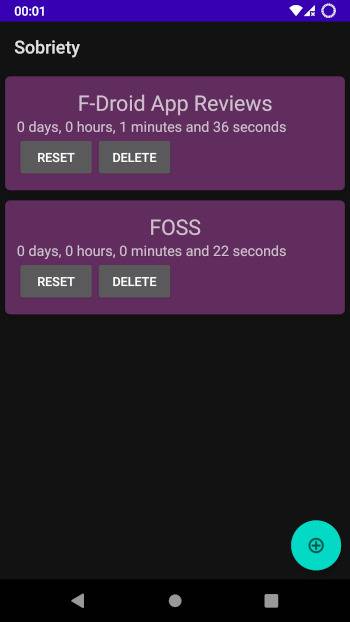 00:01
Sobriety
F-Droid App Reviews
0 days, 0 hours, 1 minutes and 36 seconds
RESET DELETE
FOSS
0 days, 0 hours, 0 minutes and 22 seconds
RESET DELETE